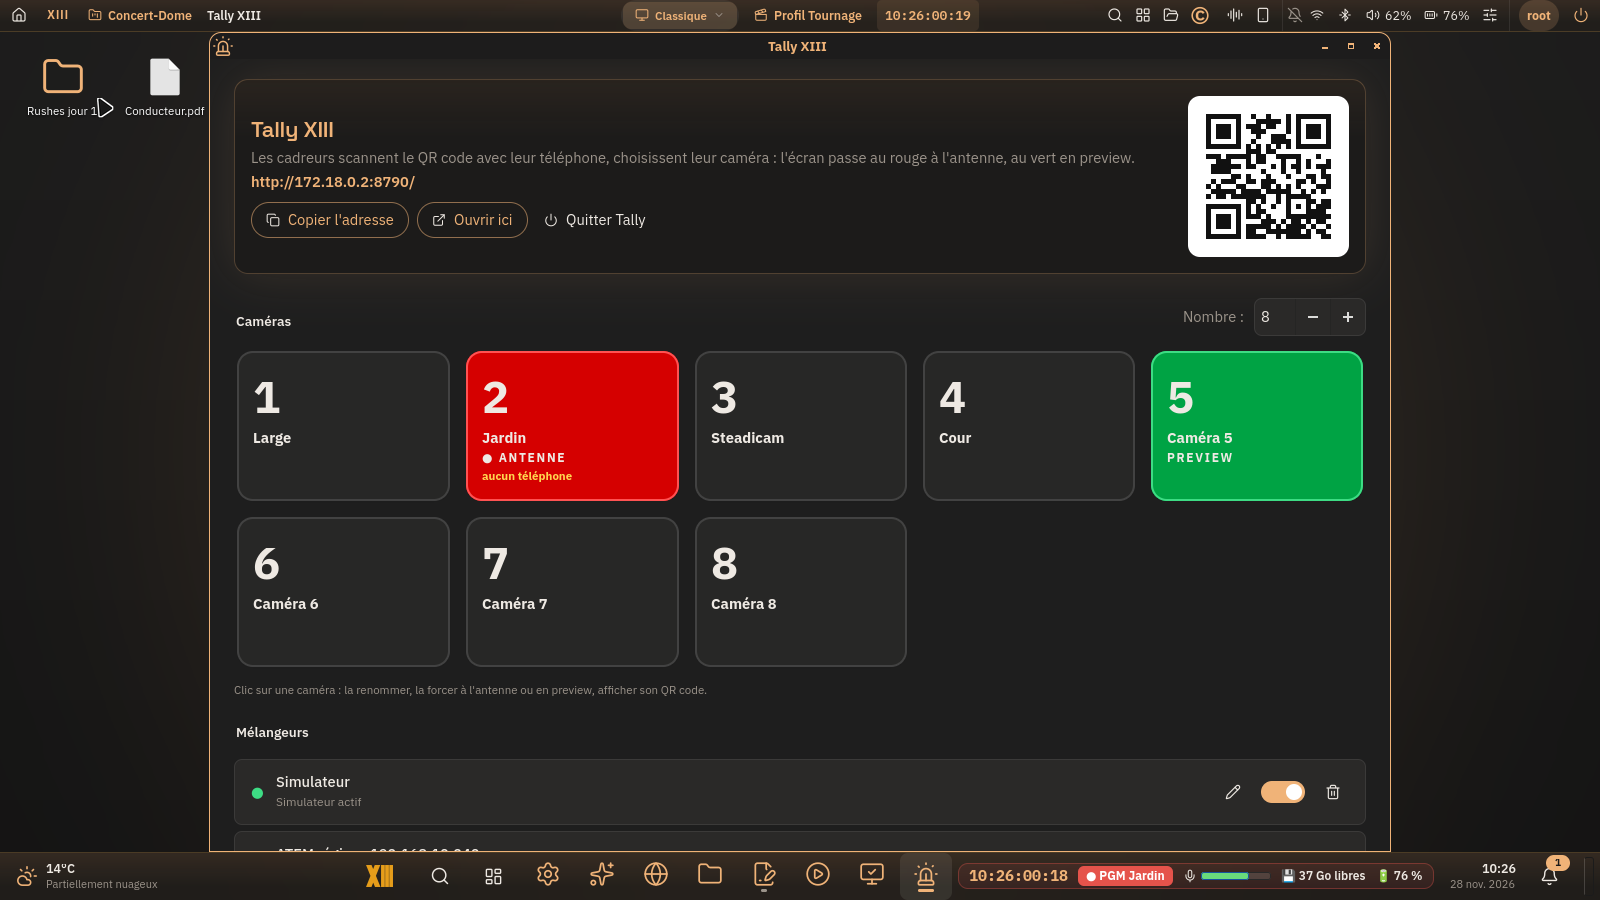 XIII Concert-Dome Tally XIII Classique Profil Tournage 10:26:00:19 62% 76% root
Rushes jour 1
Conducteur.pdf
Tally XIII
Tally XIII
Les cadreurs scannent le QR code avec leur téléphone, choisissent leur caméra : l'écran passe au rouge à l'antenne, au vert en preview.
http://172.18.0.2:8790/
Copier l'adresse Ouvrir ici Quitter Tally
Caméras
Nombre : 8
1
Large
2
Jardin
ANTENNE
aucun téléphone
3
Steadicam
4
Cour
5
Caméra 5
PREVIEW
6
Caméra 6
7
Caméra 7
8
Caméra 8
Clic sur une caméra : la renommer, la forcer à l'antenne ou en preview, afficher son QR code.
Mélangeurs
Simulateur
Simulateur actif
14°C
Partiellement nuageux
XIII
10:26:00:18 PGM Jardin 37 Go libres 76 %
10:26
28 nov. 2026
1